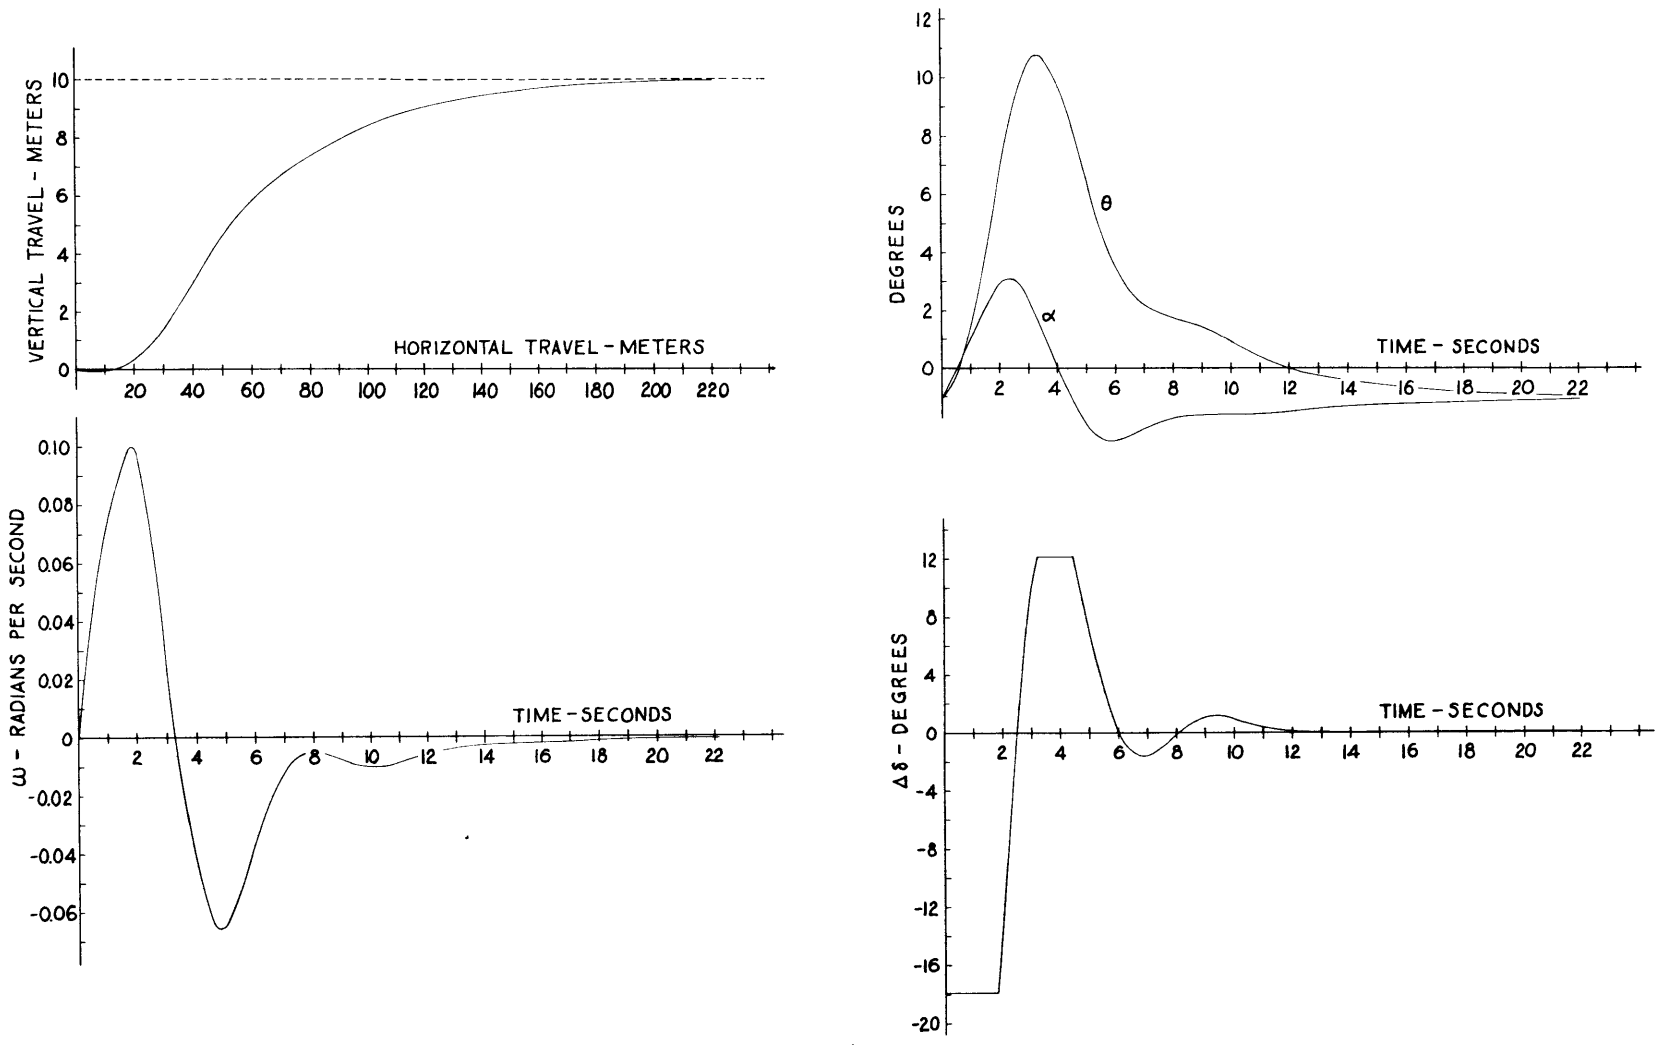 VERTICAL TRAVEL - METERS
10
8
6
4
2
0
HORIZONTAL TRAVEL - METERS
20 40 60 80 100 120 140 160 180 200 220
DEGREES
12
10
8
6
4
2
0
θ
α
TIME - SECONDS
2 4 6 8 10 12 14 16 18 20 22
ω - RADIANS PER SECOND
0.10
0.08
0.06
0.04
0.02
0
-0.02
-0.04
-0.06
TIME - SECONDS
2 4 6 8 10 12 14 16 18 20 22
Δδ - DEGREES
12
8
4
0
-4
-8
-12
-16
-20
TIME - SECONDS
2 4 6 8 10 12 14 16 18 20 22